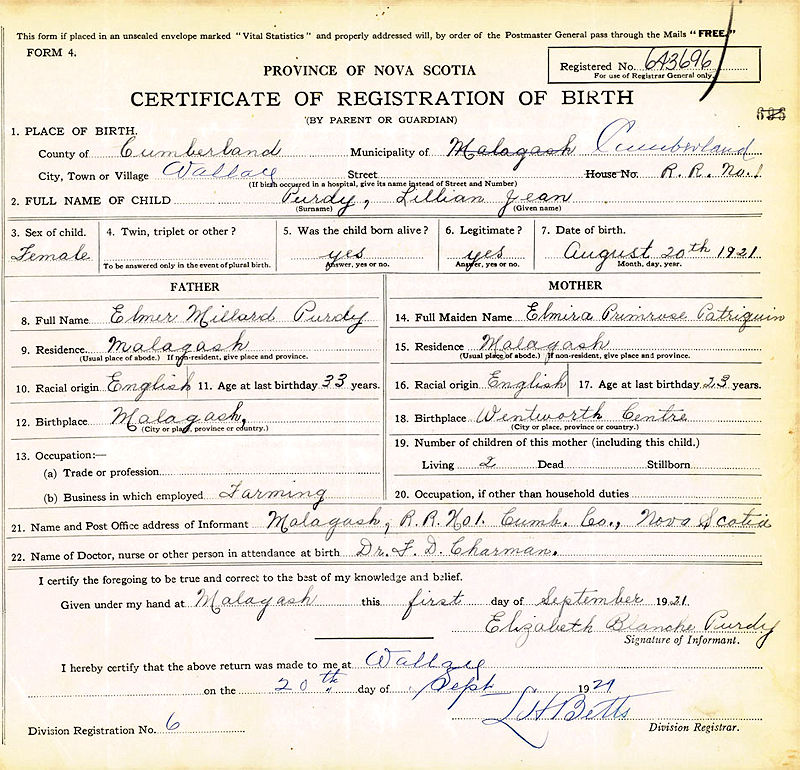 This form if placed in an unsealed envelope marked "Vital Statistics" and properly addressed will, by order of the Postmaster General pass through the Mails "FREE."
FORM 4.
Registered No. 643696
For use of Registrar General only.
PROVINCE OF NOVA SCOTIA
CERTIFICATE OF REGISTRATION OF BIRTH
(BY PARENT OR GUARDIAN)
1. PLACE OF BIRTH.
County of Cumberland Municipality of Malagash Cumberland
City, Town or Village Wallace Street House No. R. R. No. 1
(If birth occurred in a hospital, give its name instead of Street and Number)
2. FULL NAME OF CHILD Purdy, Lillian Jean
(Surname) (Given name)
3. Sex of child. 4. Twin, triplet or other? 5. Was the child born alive? 6. Legitimate? 7. Date of birth.
Female yes yes August 20th 1921
To be answered only in the event of plural birth. Answer, yes or no. Answer, yes or no. Month, day, year.
FATHER MOTHER
8. Full Name Elmer Millard Purdy 14. Full Maiden Name Elmira Primrose Patriquin
9. Residence Malagash 15. Residence Malagash
(Usual place of abode.) If non-resident, give place and province. (Usual place of abode.) If non-resident, give place and province.
10. Racial origin English 11. Age at last birthday 33 years. 16. Racial origin English 17. Age at last birthday 23 years.
12. Birthplace Malagash, 18. Birthplace Wentworth Centre
(City or place, province or country.) (City or place, province or country.)
13. Occupation:— 19. Number of children of this mother (including this child.)
(a) Trade or profession Living 2 Dead Stillborn
(b) Business in which employed Farming 20. Occupation, if other than household duties
21. Name and Post Office address of Informant Malagash, R.R. No1. Cumb. Co., Nova Scotia
22. Name of Doctor, nurse or other person in attendance at birth Dr. F. D. Charman.
I certify the foregoing to be true and correct to the best of my knowledge and belief.
Given under my hand at Malagash this first day of September 1921
Elizabeth Blanche Purdy
Signature of Informant.
I hereby certify that the above return was made to me at Wallace
on the 20th day of Sept 1921
L H Betts
Division Registration No. 6 Division Registrar.